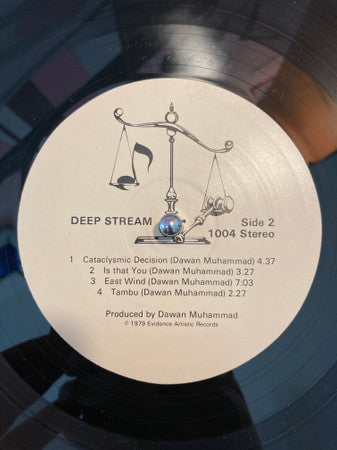 DEEP STREAM
Side 2
1004 Stereo
1 Cataclysmic Decision (Dawan Muhammad) 4.37
2 Is that You (Dawan Muhammad) 3.27
3 East Wind (Dawan Muhammad) 7:03
4 Tambu (Dawan Muhammad) 2.27
Produced by Dawan Muhammad
© 1979 Evidence Artistic Records